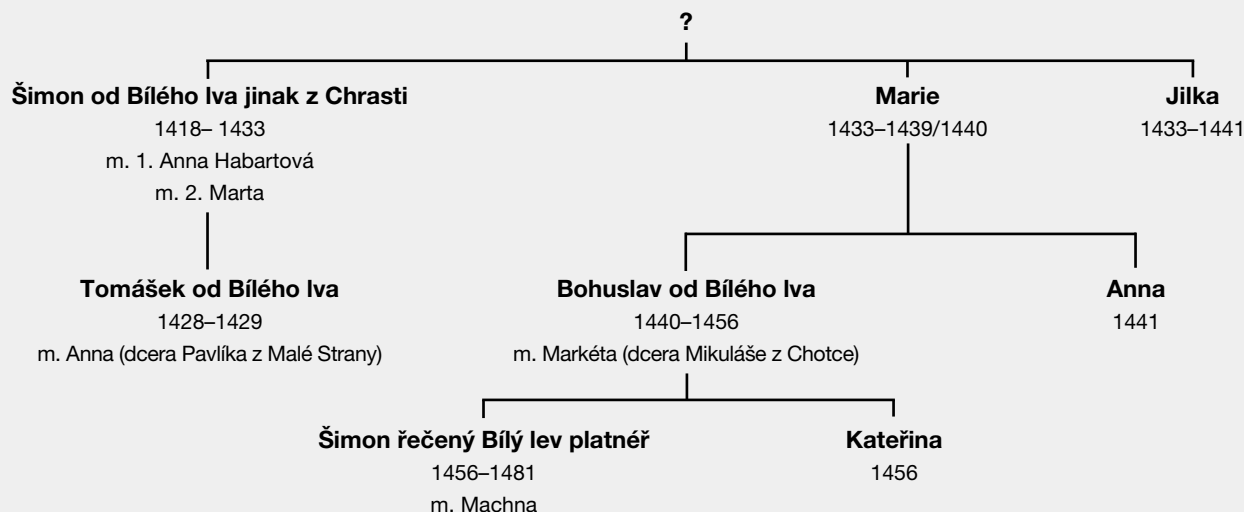 ?
Šimon od Bílého lva jinak z Chrasti
1418– 1433
m. 1. Anna Habartová
m. 2. Marta
Marie
1433–1439/1440
Jilka
1433–1441
Tomášek od Bílého lva
1428–1429
m. Anna (dcera Pavlíka z Malé Strany)
Bohuslav od Bílého lva
1440–1456
m. Markéta (dcera Mikuláše z Chotce)
Anna
1441
Šimon řečený Bílý lev platnéř
1456–1481
m. Machna
Kateřina
1456